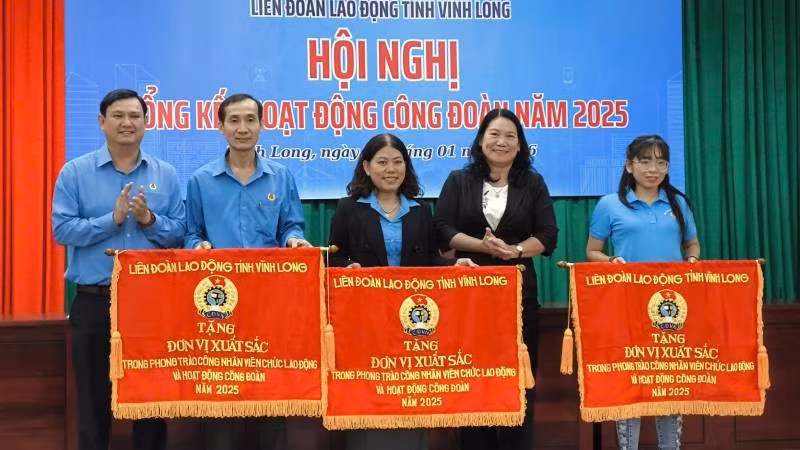 LIÊN ĐOÀN LAO ĐỘNG TỈNH VĨNH LONG
HỘI NGHỊ
ỔNG KẾ HOẠT ĐỘNG CÔNG ĐOÀN NĂM 2025
h Long, ngày 01 n 6
LIÊN ĐOÀN LAO ĐỘNG TỈNH VĨNH LONG
TẶNG
ĐƠN VỊ XUẤT SẮC
TRONG PHONG TRÀO CÔNG NHÂN VIÊN CHỨC LAO ĐỘNG
VÀ HOẠT ĐỘNG CÔNG ĐOÀN
NĂM 2025
LIÊN ĐOÀN LAO ĐỘNG TỈNH VĨNH LONG
TẶNG
ĐƠN VỊ XUẤT SẮC
TRONG PHONG TRÀO CÔNG NHÂN VIÊN CHỨC LAO ĐỘNG
VÀ HOẠT ĐỘNG CÔNG ĐOÀN
NĂM 2025
LIÊN ĐOÀN LAO ĐỘNG TỈNH VĨNH LONG
TẶNG
ĐƠN VỊ XUẤT SẮC
TRONG PHONG TRÀO CÔNG NHÂN VIÊN CHỨC LAO ĐỘNG
VÀ HOẠT ĐỘNG CÔNG ĐOÀN
NĂM 2025